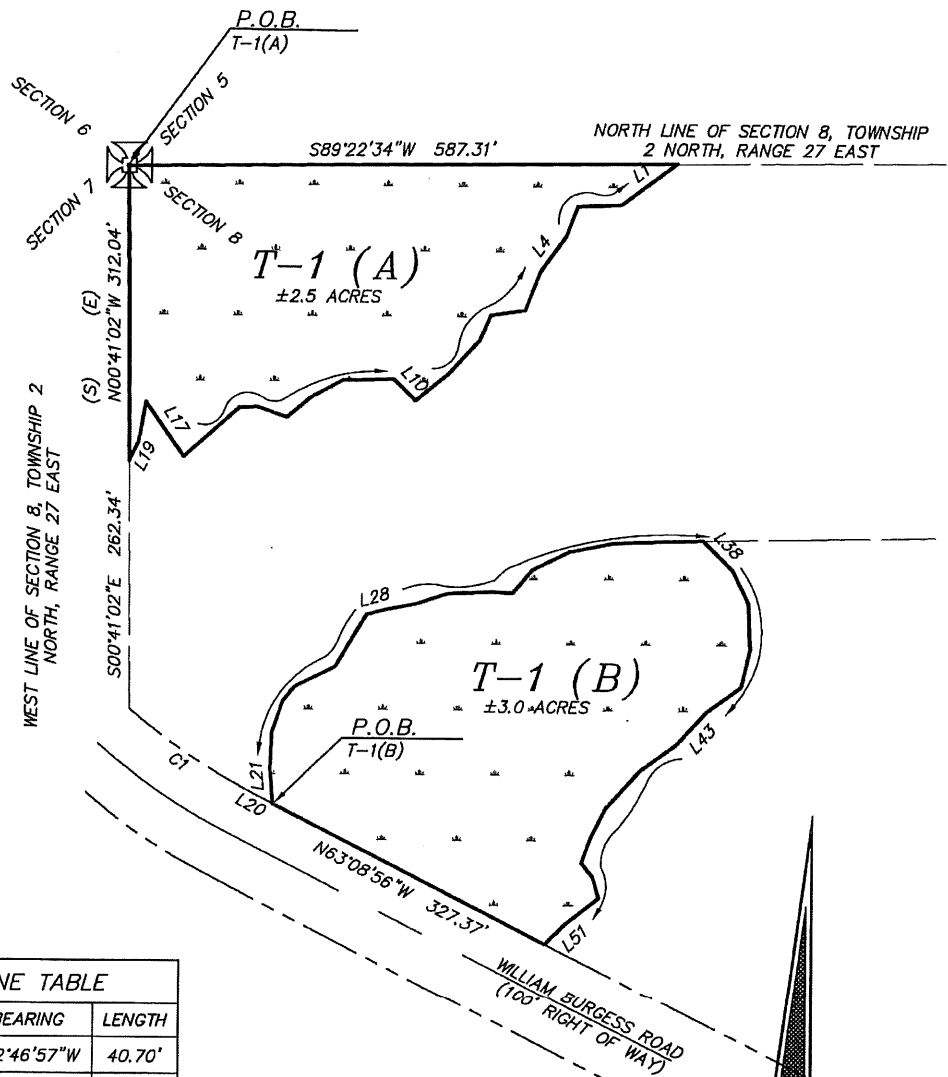 P.O.B.
T-1(A)
SECTION 6
SECTION 5
SECTION 7
SECTION 8
S89°22'34"W 587.31'
NORTH LINE OF SECTION 8, TOWNSHIP
2 NORTH, RANGE 27 EAST
L1
L4
T-1 (A)
±2.5 ACRES
(S) (E)
N00°41'02"W 312.04'
L10
L17
L19
WEST LINE OF SECTION 8, TOWNSHIP 2
NORTH, RANGE 27 EAST
S00°41'02"E 262.34'
L38
L28
T-1 (B)
±3.0 ACRES
P.O.B.
T-1(B)
L43
C1
L21
L20
N63°08'56"W 327.37'
L51
WILLIAM BURGESS ROAD
(100' RIGHT OF WAY)
NE TABLE
BEARING LENGTH
2°46'57"W 40.70'